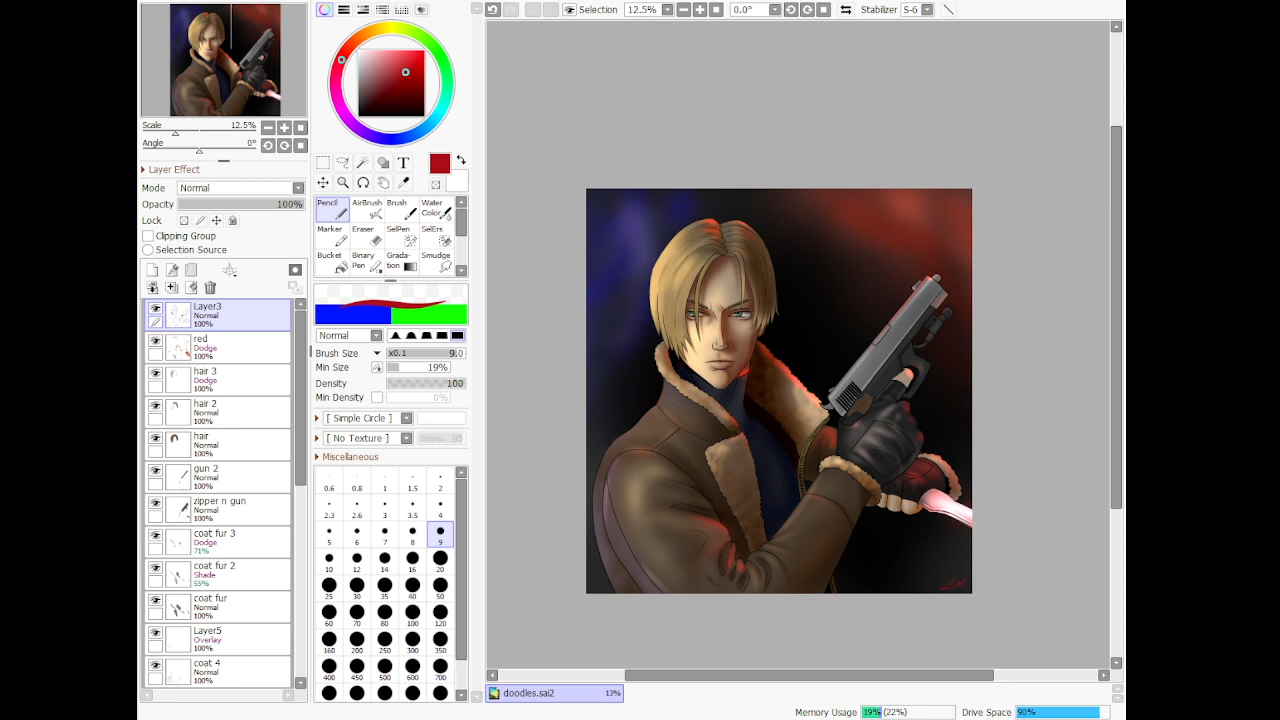 Selection 12.5% 0.0° Stabilizer S-6
Scale 12.5%
Angle 0°
Layer Effect
Mode Normal
Opacity 100%
Lock
Clipping Group
Selection Source
Layer3
Normal
100%
red
Dodge
100%
hair 3
Dodge
100%
hair 2
Normal
100%
hair
Normal
100%
gun 2
Normal
100%
zipper n gun
Normal
100%
coat fur 3
Dodge
71%
coat fur 2
Shade
55%
coat fur
Normal
100%
Layer5
Overlay
100%
coat 4
Normal
100%
T
Pencil AirBrush Brush Water Color
Marker Eraser SelPen SelErs
Bucket Binary Pen Grada-tion Smudge
Normal
Brush Size x0.1 9.0
Min Size 19%
Density 100
Min Density 0%
[ Simple Circle ]
[ No Texture ] Intens. 95
Miscellaneous
0.6 0.8 1 1.5 2
2.3 2.6 3 3.5 4
5 6 7 8 9
10 12 14 16 20
25 30 35 40 50
60 70 80 100 120
160 200 250 300 350
400 450 500 600 700
doodles.sai2 13%
Memory Usage 19% (22%) Drive Space 90%